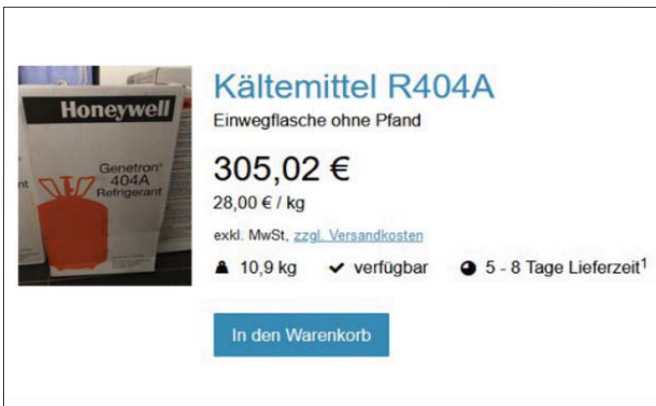 Honeywell
Genetron®
404A
Refrigerant
nt
Kältemittel R404A
Einwegflasche ohne Pfand
305,02 €
28,00 € / kg
exkl. MwSt, zzgl. Versandkosten
10,9 kg verfügbar 5 - 8 Tage Lieferzeit¹
In den Warenkorb